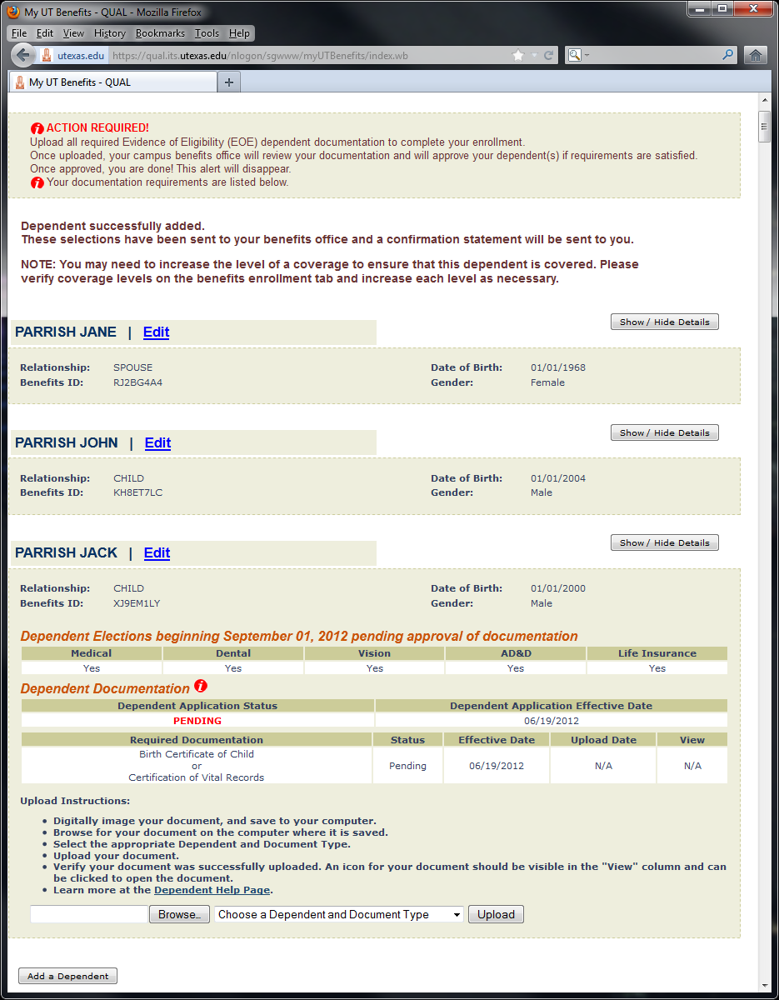 My UT Benefits - QUAL - Mozilla Firefox
File Edit View History Bookmarks Tools Help
utexas.edu https://qual.its.utexas.edu/nlogon/sgwww/myUTBenefits/index.wb
My UT Benefits - QUAL +
i ACTION REQUIRED!
Upload all required Evidence of Eligibility (EOE) dependent documentation to complete your enrollment.
Once uploaded, your campus benefits office will review your documentation and will approve your dependent(s) if requirements are satisfied.
Once approved, you are done! This alert will disappear.
i Your documentation requirements are listed below.
Dependent successfully added.
These selections have been sent to your benefits office and a confirmation statement will be sent to you.
NOTE: You may need to increase the level of a coverage to ensure that this dependent is covered. Please
verify coverage levels on the benefits enrollment tab and increase each level as necessary.
PARRISH JANE | Edit Show / Hide Details
Relationship: SPOUSE Date of Birth: 01/01/1968
Benefits ID: RJ2BG4A4 Gender: Female
PARRISH JOHN | Edit Show / Hide Details
Relationship: CHILD Date of Birth: 01/01/2004
Benefits ID: KH8ET7LC Gender: Male
PARRISH JACK | Edit Show / Hide Details
Relationship: CHILD Date of Birth: 01/01/2000
Benefits ID: XJ9EM1LY Gender: Male
Dependent Elections beginning September 01, 2012 pending approval of documentation
Medical Dental Vision AD&D Life Insurance
Yes Yes Yes Yes Yes
Dependent Documentation i
Dependent Application Status Dependent Application Effective Date
PENDING 06/19/2012
Required Documentation Status Effective Date Upload Date View
Birth Certificate of Child
or
Certification of Vital Records
Pending 06/19/2012 N/A N/A
Upload Instructions:
• Digitally image your document, and save to your computer.
• Browse for your document on the computer where it is saved.
• Select the appropriate Dependent and Document Type.
• Upload your document.
• Verify your document was successfully uploaded. An icon for your document should be visible in the "View" column and can
be clicked to open the document.
• Learn more at the Dependent Help Page.
Browse... Choose a Dependent and Document Type Upload
Add a Dependent